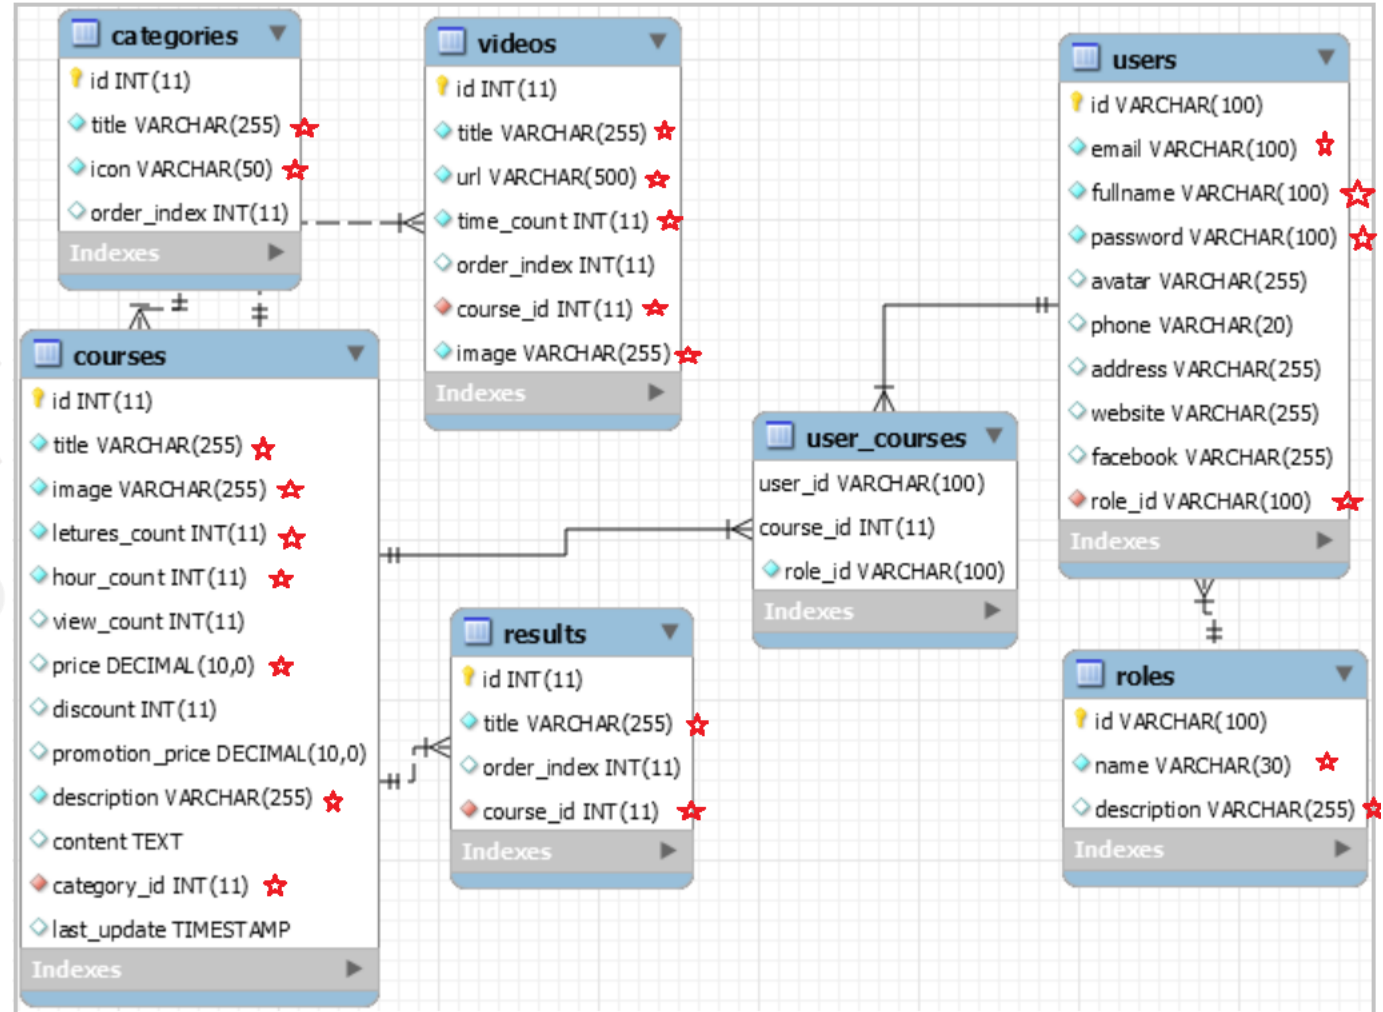 categories
id INT(11)
title VARCHAR(255)
icon VARCHAR(50)
order_index INT(11)
Indexes
videos
id INT(11)
title VARCHAR(255)
url VARCHAR(500)
time_count INT(11)
order_index INT(11)
course_id INT(11)
image VARCHAR(255)
Indexes
users
id VARCHAR(100)
email VARCHAR(100)
fullname VARCHAR(100)
password VARCHAR(100)
avatar VARCHAR(255)
phone VARCHAR(20)
address VARCHAR(255)
website VARCHAR(255)
facebook VARCHAR(255)
role_id VARCHAR(100)
Indexes
courses
id INT(11)
title VARCHAR(255)
image VARCHAR(255)
letures_count INT(11)
hour_count INT(11)
view_count INT(11)
price DECIMAL(10,0)
discount INT(11)
promotion_price DECIMAL(10,0)
description VARCHAR(255)
content TEXT
category_id INT(11)
last_update TIMESTAMP
Indexes
user_courses
user_id VARCHAR(100)
course_id INT(11)
role_id VARCHAR(100)
Indexes
results
id INT(11)
title VARCHAR(255)
order_index INT(11)
course_id INT(11)
Indexes
roles
id VARCHAR(100)
name VARCHAR(30)
description VARCHAR(255)
Indexes